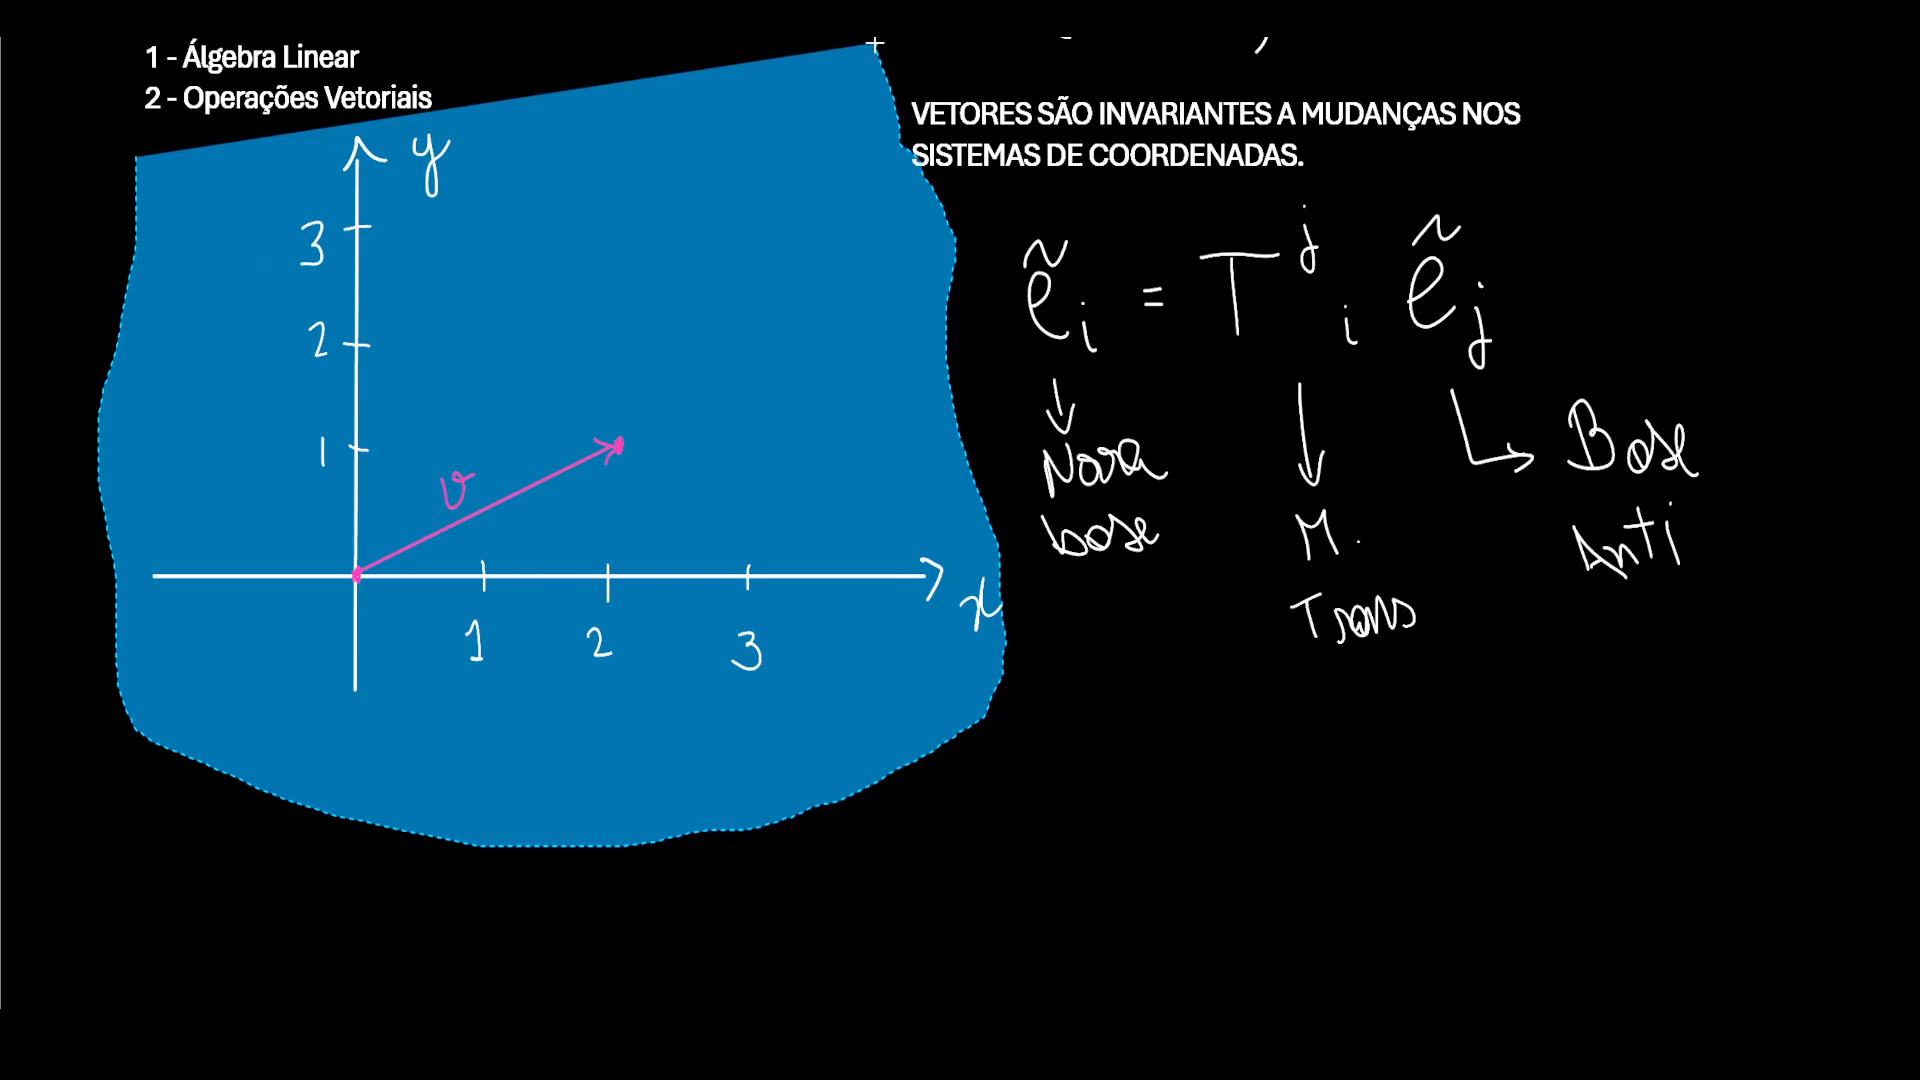 1 - Álgebra Linear
2 - Operações Vetoriais
VETORES SÃO INVARIANTES A MUDANÇAS NOS
SISTEMAS DE COORDENADAS.
y
3
2
1
v
1 2 3
x
ẽᵢ = Tʲᵢ ẽⱼ
Nova
base
M.
Trans
Base
Anti